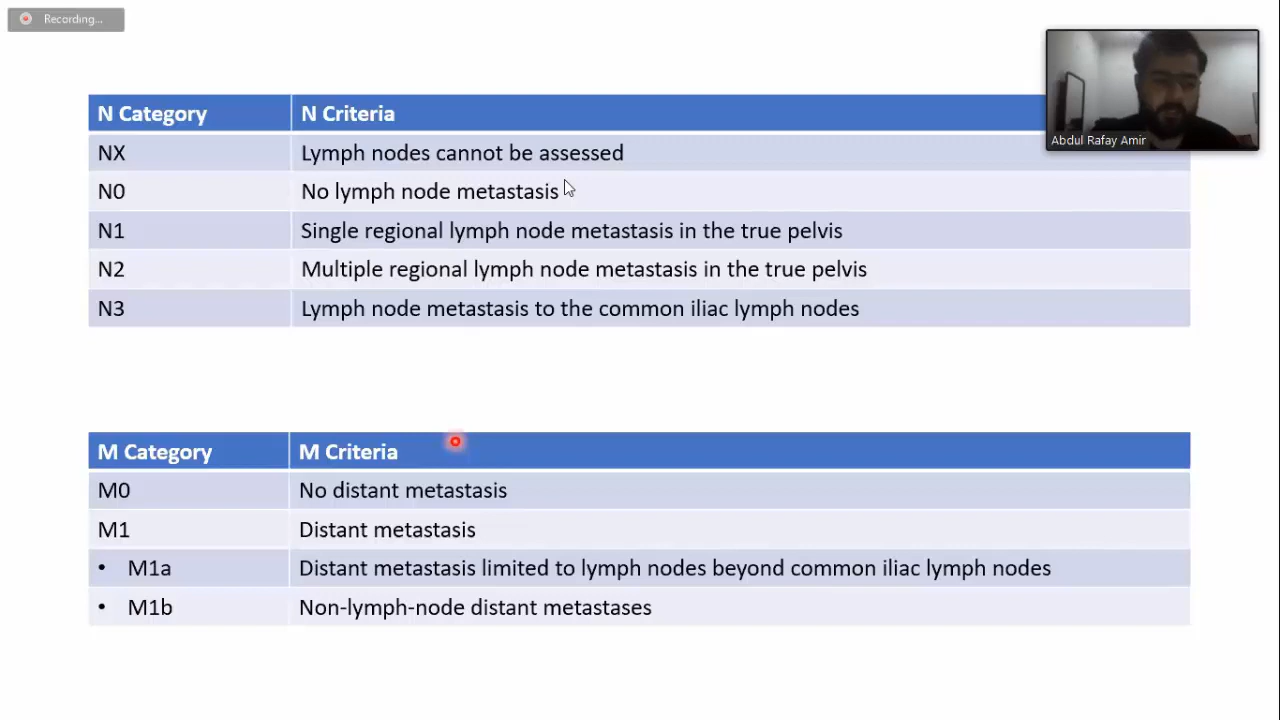 Recording...
Abdul Rafay Amir
N Category N Criteria
NX Lymph nodes cannot be assessed
N0 No lymph node metastasis
N1 Single regional lymph node metastasis in the true pelvis
N2 Multiple regional lymph node metastasis in the true pelvis
N3 Lymph node metastasis to the common iliac lymph nodes
M Category M Criteria
M0 No distant metastasis
M1 Distant metastasis
• M1a Distant metastasis limited to lymph nodes beyond common iliac lymph nodes
• M1b Non-lymph-node distant metastases